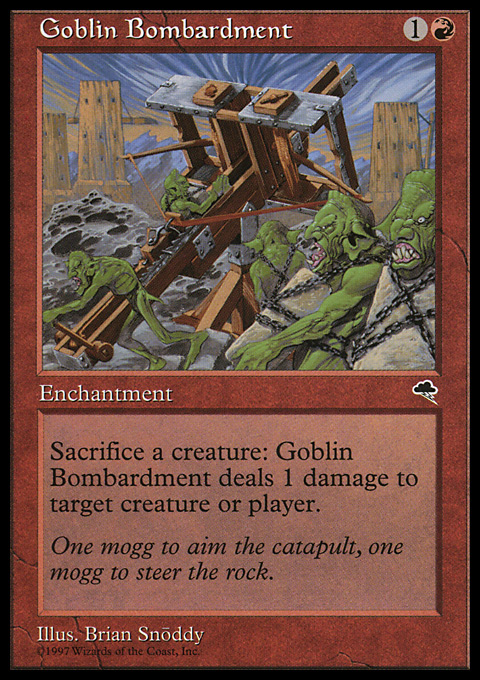 Goblin Bombardment 1
Enchantment
Sacrifice a creature: Goblin
Bombardment deals 1 damage to
target creature or player.
One mogg to aim the catapult, one
mogg to steer the rock.
Illus. Brian Snōddy
©1997 Wizards of the Coast, Inc.